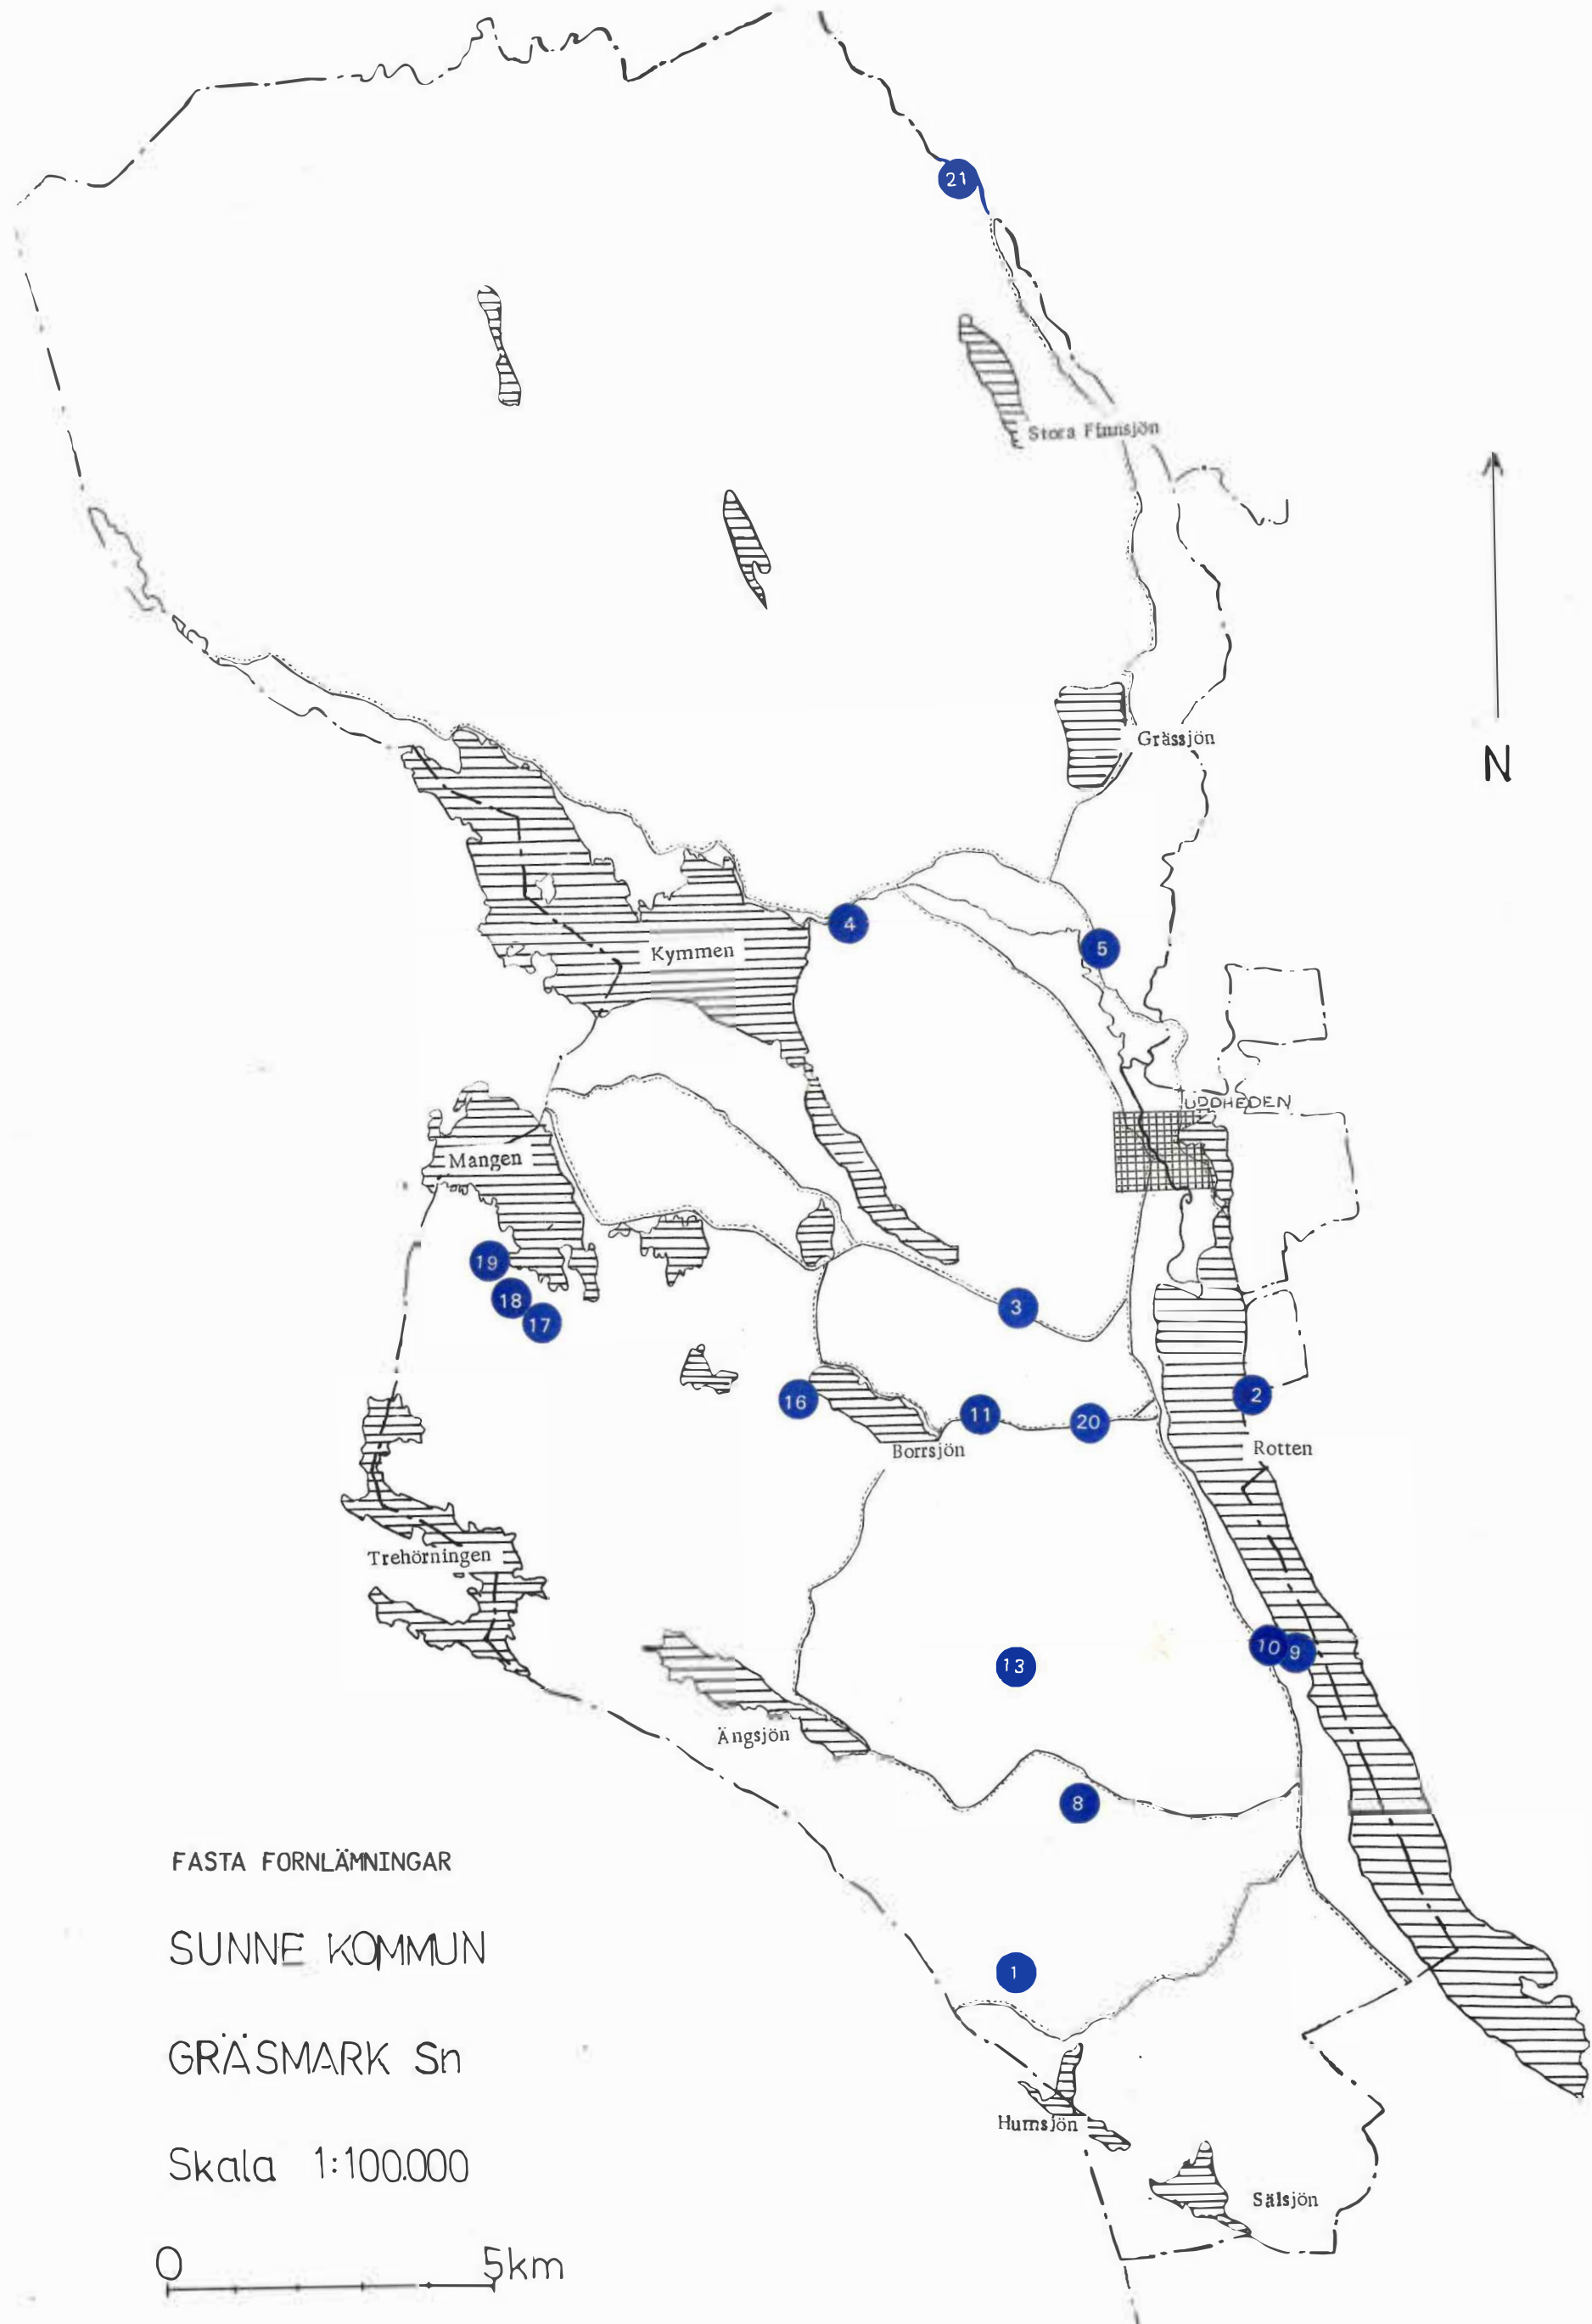 21
Stora Finnsjön
Grässjön
N
4
5
Kymmen
UDDHEDEN
Mangen
19
18
17
3
16
11
20
2
Borrsjön
Rotten
Trehörningen
10
9
13
Ängsjön
8
FASTA FORNLÄMNINGAR
SUNNE KOMMUN
1
GRÄSMARK Sn
Humsjön
Skala 1:100.000
Sälsjön
0 5km